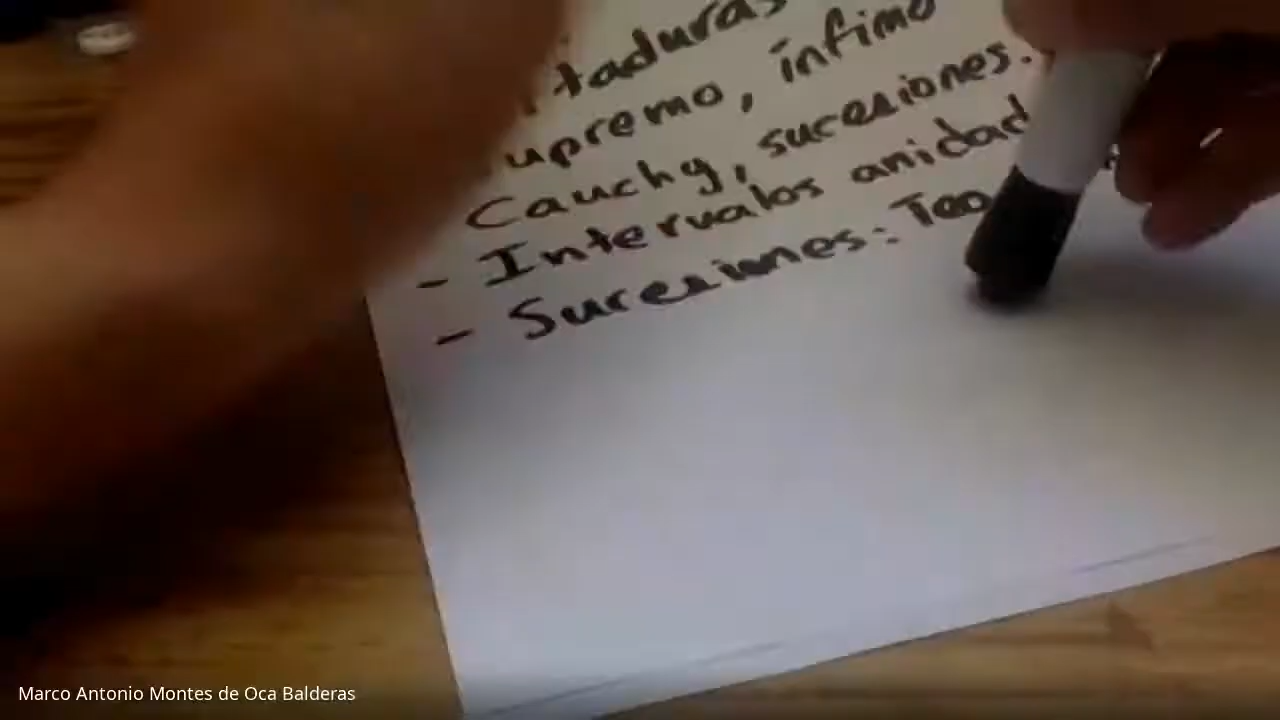 taduras
upremo, ínfimo
Cauchy, sucesiones.
- Intervalos anidad
- Sucesiones: Teo
Marco Antonio Montes de Oca Balderas